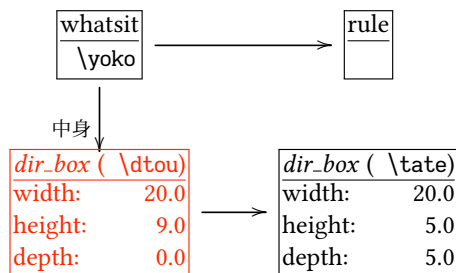 whatsit
\yoko
rule
中身
dir_box ( \dtou)
width: 20.0
height: 9.0
depth: 0.0
dir_box ( \tate)
width: 20.0
height: 5.0
depth: 5.0